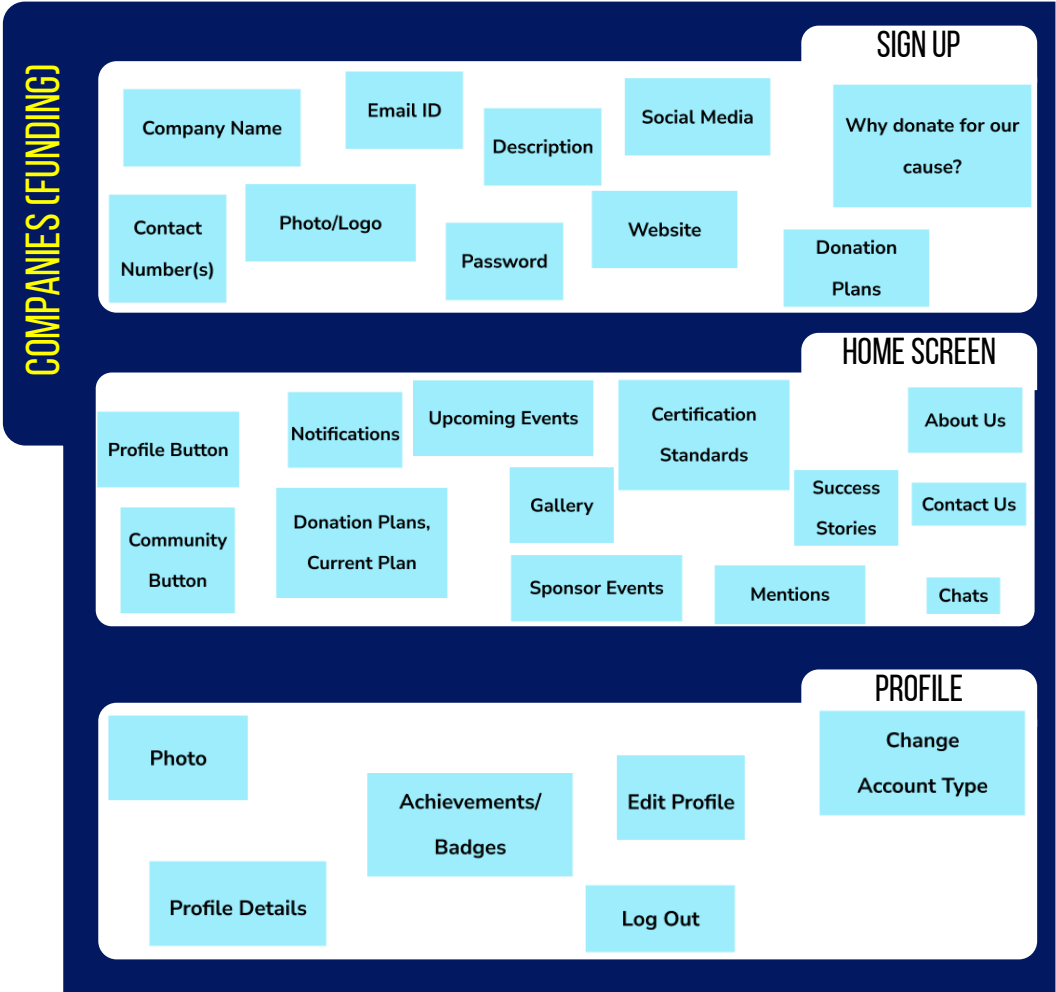 COMPANIES (FUNDING)
SIGN UP
Company Name
Email ID
Description
Social Media
Why donate for our
cause?
Contact
Number(s)
Photo/Logo
Password
Website
Donation
Plans
HOME SCREEN
Profile Button
Notifications
Upcoming Events
Certification
Standards
About Us
Community
Button
Donation Plans,
Current Plan
Gallery
Success
Stories
Contact Us
Sponsor Events
Mentions
Chats
PROFILE
Photo
Achievements/
Badges
Edit Profile
Change
Account Type
Profile Details
Log Out